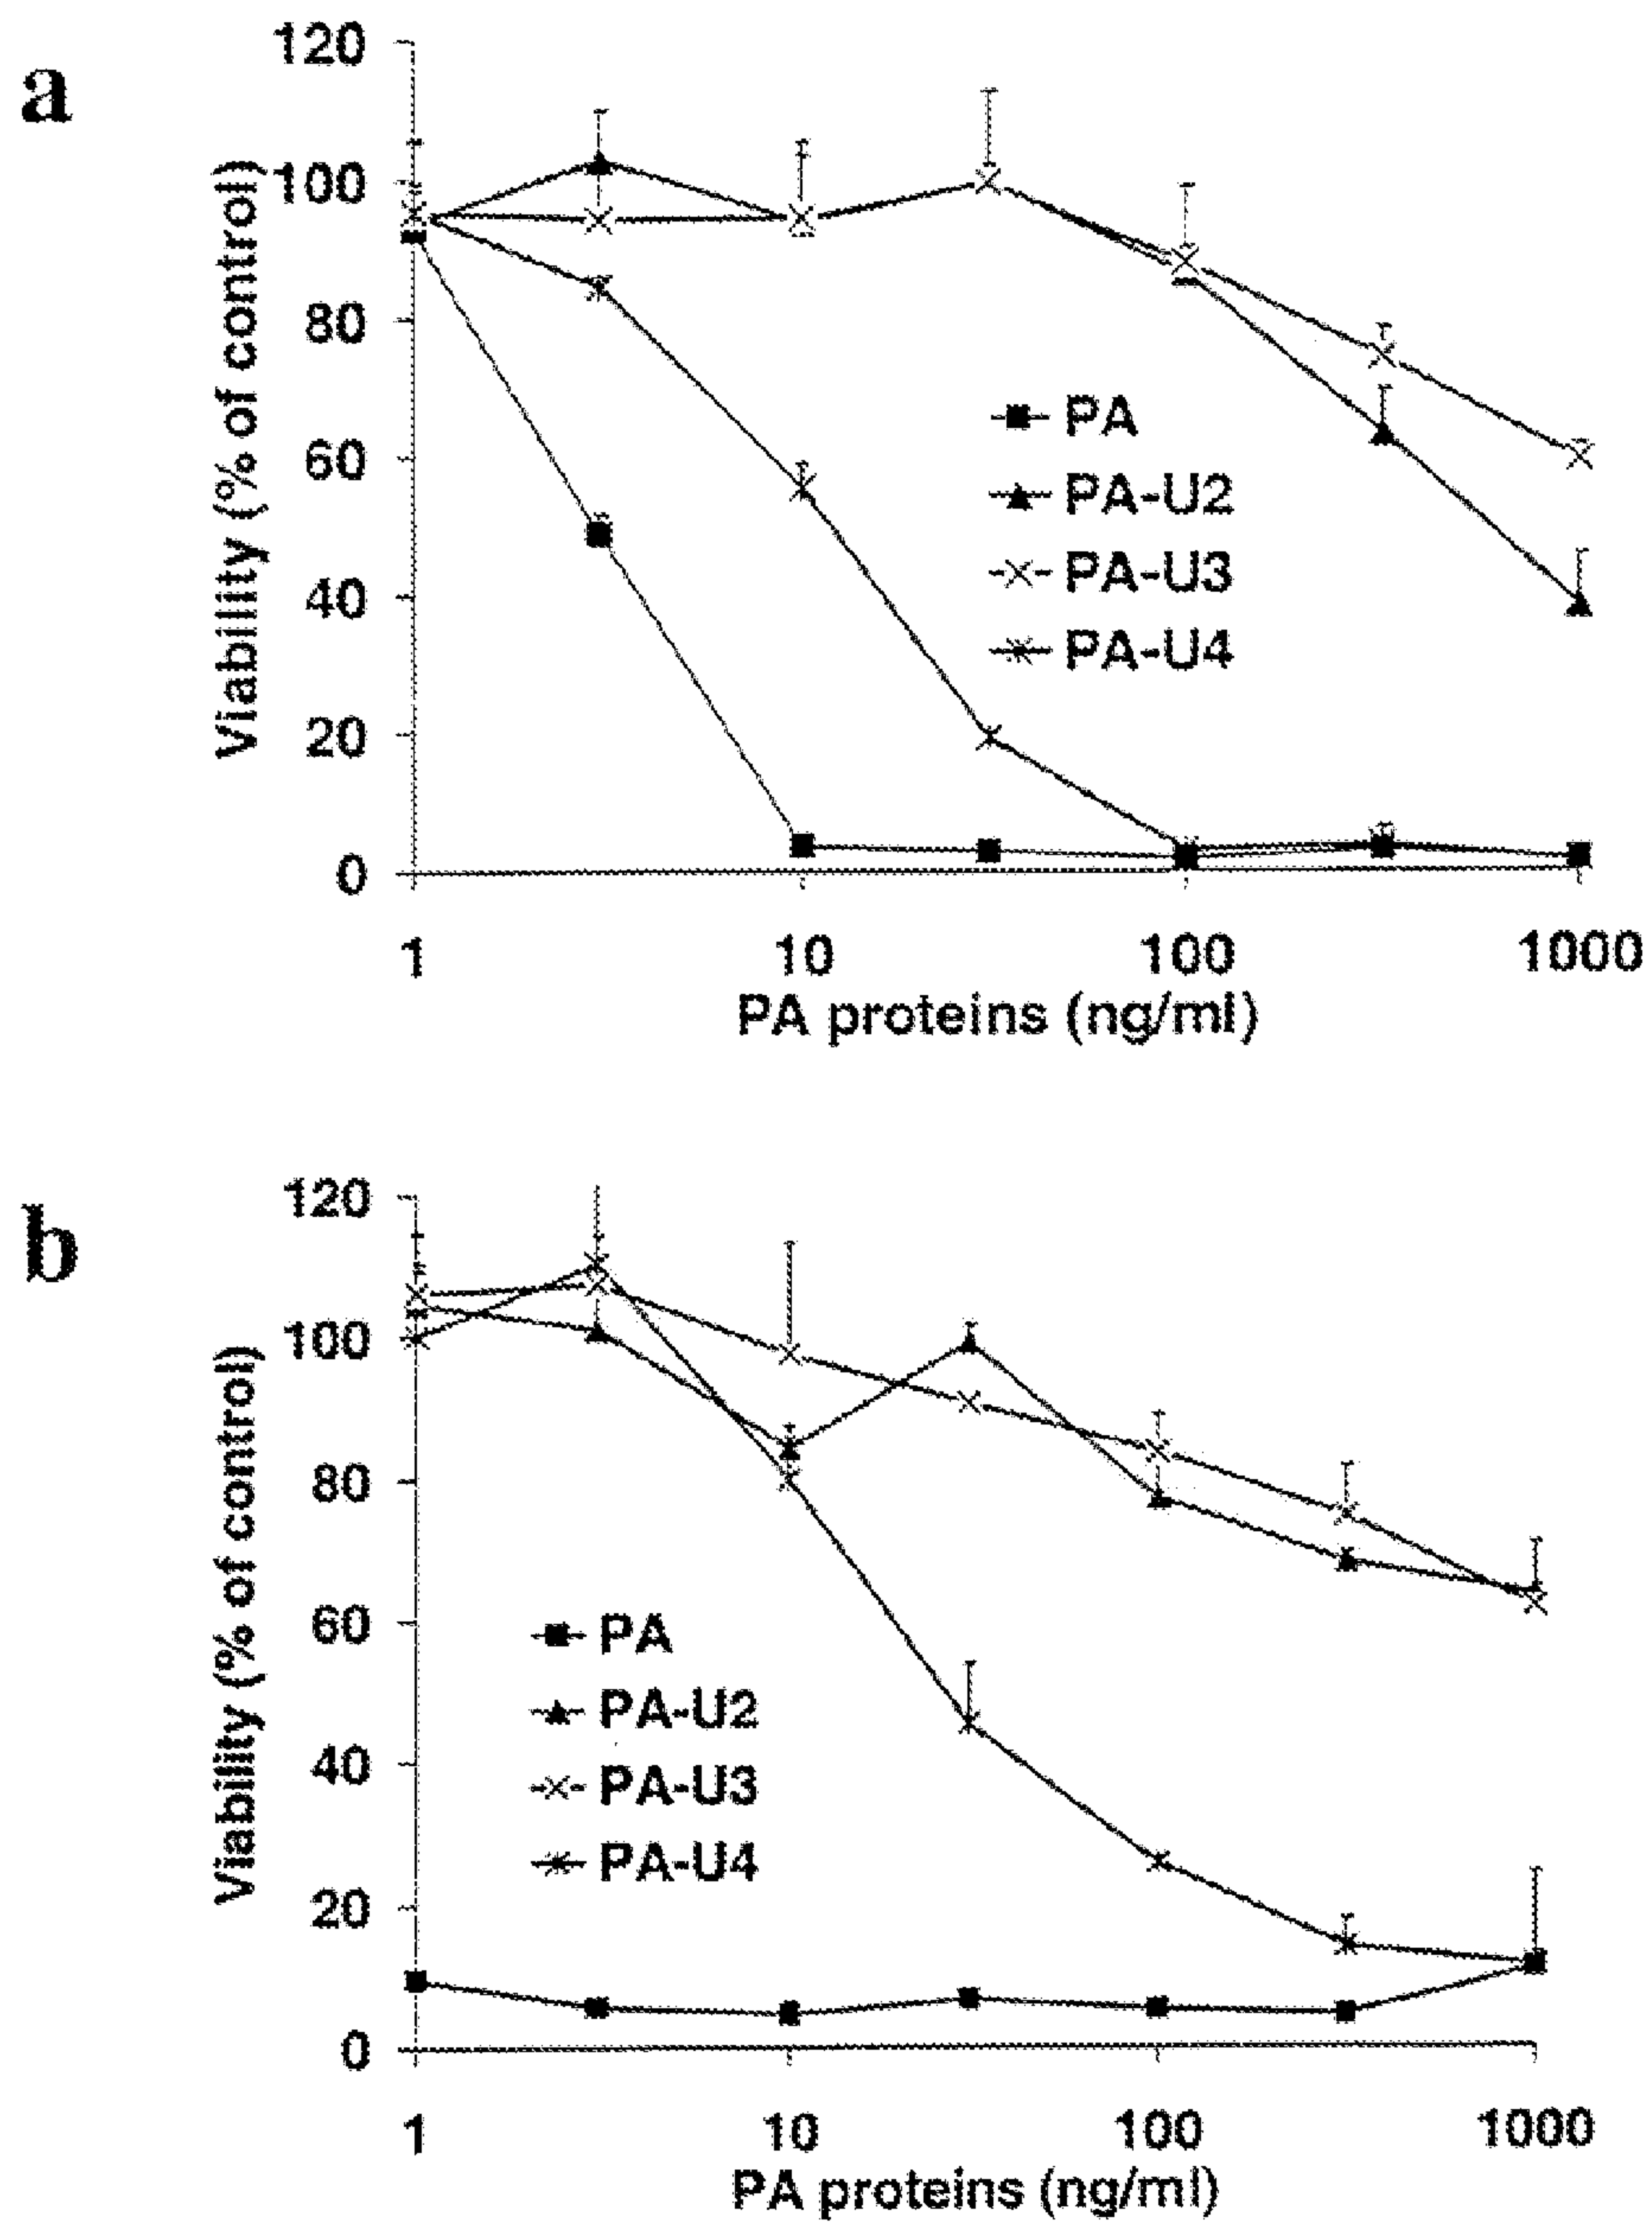 a
120
100
80
60
40
20
0
Viability (% of control)
PA
PA-U2
PA-U3
PA-U4
1 10 100 1000
PA proteins (ng/ml)
b
120
100
80
60
40
20
0
Viability (% of control)
PA
PA-U2
PA-U3
PA-U4
1 10 100 1000
PA proteins (ng/ml)